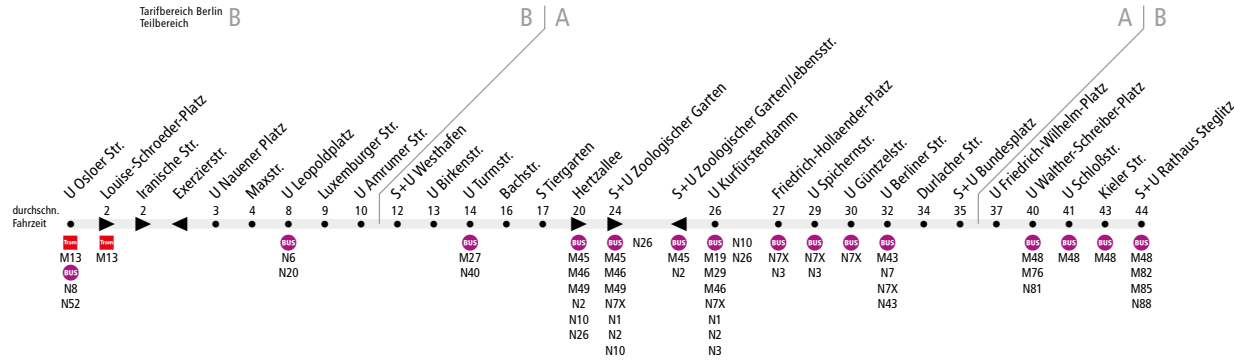 Tarifbereich Berlin
Teilbereich
B
B
A
A
B
U Osloer Str.
Louise-Schroeder-Platz
Iranische Str.
Exerzierstr.
U Nauener Platz
Maxstr.
U Leopoldplatz
Luxemburger Str.
U Amrumer Str.
S+U Westhafen
U Birkenstr.
U Turmstr.
Bachstr.
S Tiergarten
Hertzallee
S+U Zoologischer Garten
S+U Zoologischer Garten/Jebensstr.
U Kurfürstendamm
Friedrich-Hollaender-Platz
U Spichernstr.
U Güntzelstr.
U Berliner Str.
Durlacher Str.
S+U Bundesplatz
U Friedrich-Wilhelm-Platz
U Walther-Schreiber-Platz
U Schloßstr.
Kieler Str.
S+U Rathaus Steglitz
durchschn.
Fahrzeit
2 2 3 4 8 9 10 12 13 14 16 17 20 24 26 27 29 30 32 34 35 37 40 41 43 44
Tram
M13
BUS
N8
N52
Tram
M13
BUS
N6
N20
BUS
M27
N40
BUS
M45
M46
M49
N2
N10
N26
BUS
M45
M46
M49
N7X
N1
N2
N10
N26
BUS
M45
N2
BUS
M19
M29
M46
N7X
N1
N2
N3
N10
N26
BUS
N7X
N3
BUS
N7X
N3
BUS
N7X
BUS
M43
N7
N7X
N43
BUS
M48
M76
N81
BUS
M48
BUS
M48
BUS
M48
M82
M85
N88